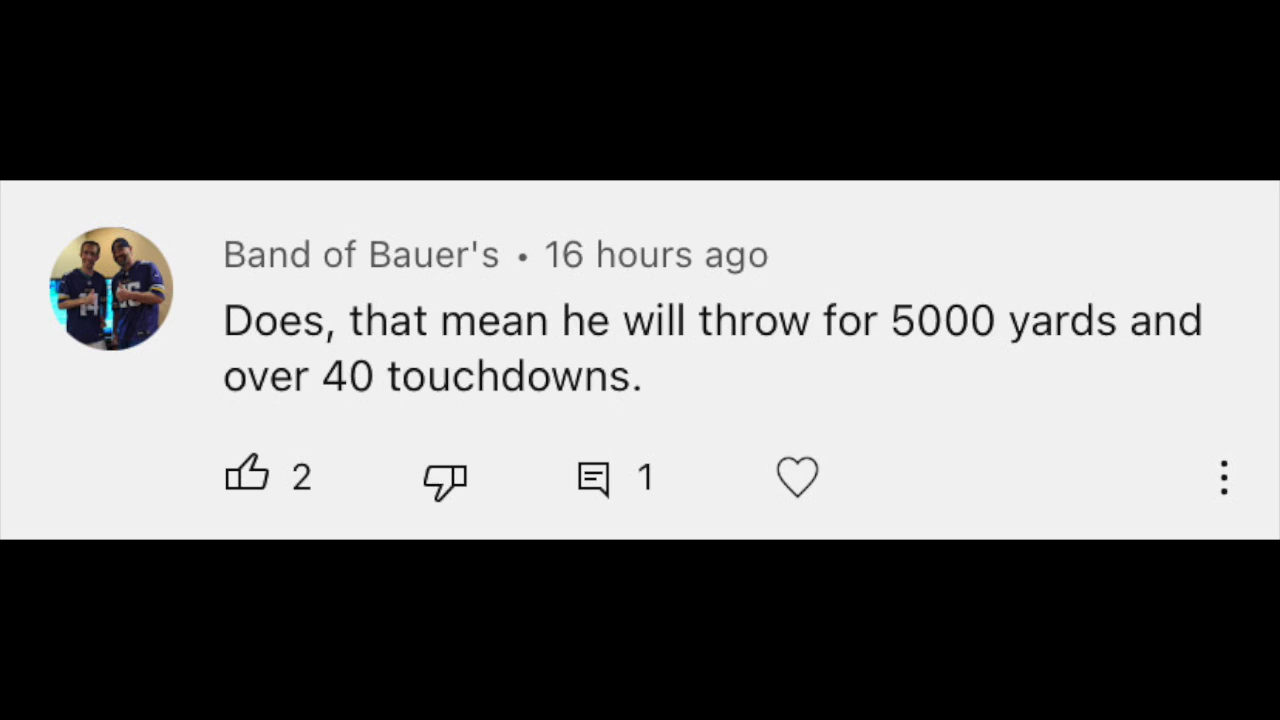 Band of Bauer's • 16 hours ago
Does, that mean he will throw for 5000 yards and
over 40 touchdowns.
2 1